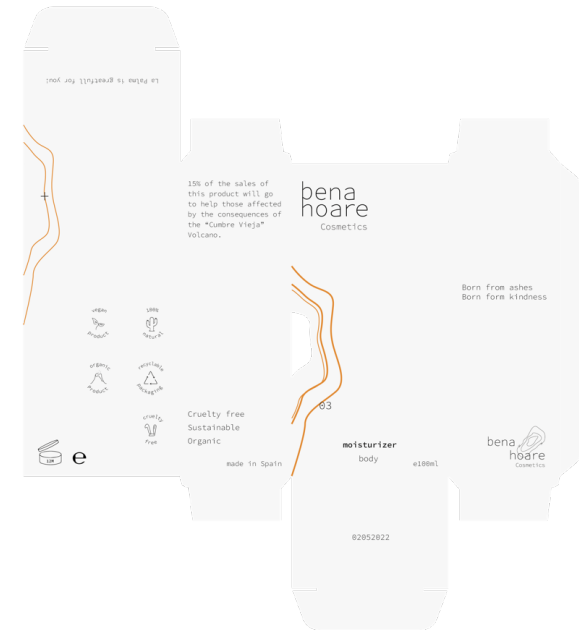 La Palma is greatfull for you:
15% of the sales of
this product will go
to help those affected
by the consequences of
the “Cumbre Vieja”
Volcano.
vegan
product
100%
natural
organic
Product
recyclable
Packaging
cruelty
free
12M
e
Cruelty free
Sustainable
Organic
made in Spain
bena
hoare
Cosmetics
03
moisturizer
body
e100ml
02052022
Born from ashes
Born form kindness
bena
hoare
Cosmetics